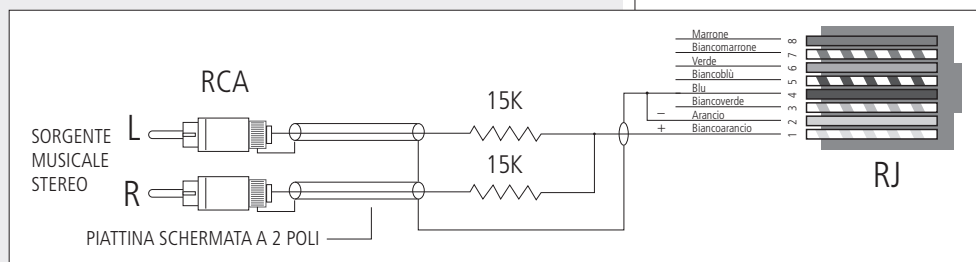 RCA
SORGENTE
MUSICALE
STEREO
L
R
15K
15K
PIATTINA SCHERMATA A 2 POLI
Marrone 8
Biancomarrone 7
Verde 6
Biancoblù 5
Blu 4
Biancoverde 3
– Arancio 2
+ Biancoarancio 1
RJ